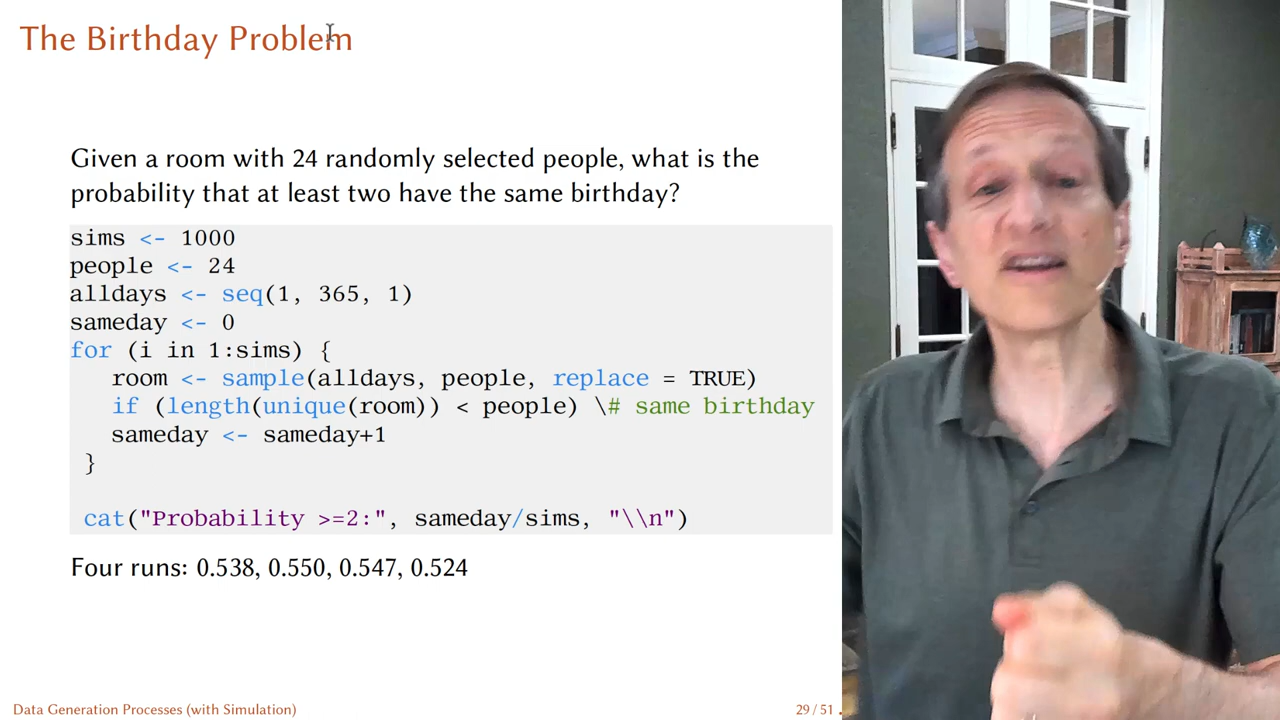 The Birthday Problem
Given a room with 24 randomly selected people, what is the
probability that at least two have the same birthday?
sims <- 1000
people <- 24
alldays <- seq(1, 365, 1)
sameday <- 0
for (i in 1:sims) {
room <- sample(alldays, people, replace = TRUE)
if (length(unique(room)) < people) \# same birthday
sameday <- sameday+1
}
cat("Probability >=2:", sameday/sims, "\\n")
Four runs: 0.538, 0.550, 0.547, 0.524
Data Generation Processes (with Simulation)
29 / 51 .